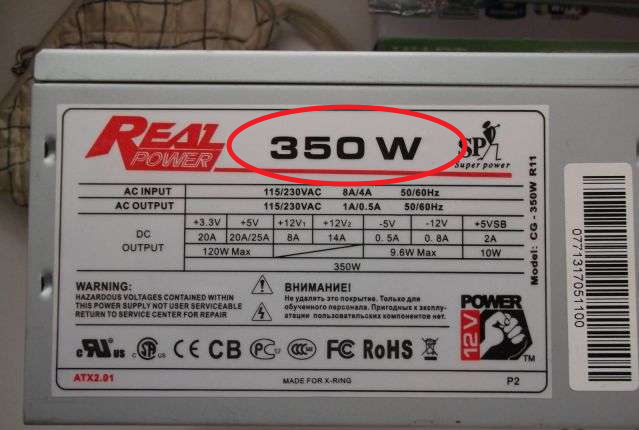 REAL
POWER
350 W
SP
Super power
AC INPUT 115/230VAC 8A/4A 50/60Hz
AC OUTPUT 115/230VAC 1A/0.5A 50/60Hz
DC OUTPUT
+3.3V +5V +12V1 +12V2 -5V -12V +5VSB
20A 20A/25A 8A 14A 0. 5A 0. 8A 2A
120W Max 9.6W Max 10W
350W
WARNING:
HAZARDOUS VOLTAGES CONTAINED WITHIN
THIS POWER SUPPLY NOT USER SERVICEABLE
RETURN TO SERVICE CENTER FOR REPAIR
ВНИМАНИЕ!
Не удалять это покрытие. Только для
обученного персонала. Пригодных к эксплу-
атации пользовательских компонентов нет.
POWER
12V
TM
c UR us SA US CE CB CCC FC RoHS
ATX2.01
MADE FOR X-RING
P2
Model: CG - 350W R11
0771317051100